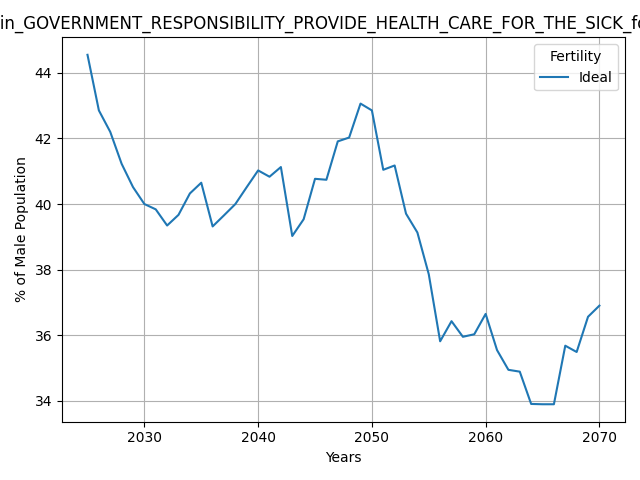 in_GOVERNMENT_RESPONSIBILITY_PROVIDE_HEALTH_CARE_FOR_THE_SICK_fo
Fertility
Ideal
44
42
40
38
36
34
% of Male Population
2030 2040 2050 2060 2070
Years